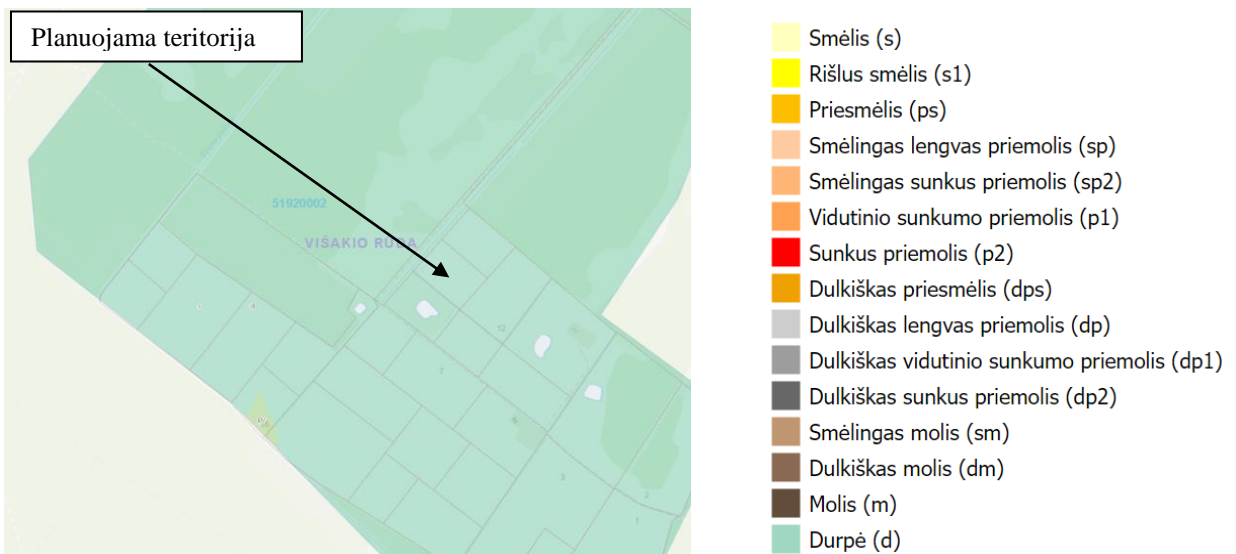 Planuojama teritorija
51920002
VIŠAKIO RŪDA
Smėlis (s)
Rišlus smėlis (s1)
Priesmėlis (ps)
Smėlingas lengvas priemolis (sp)
Smėlingas sunkus priemolis (sp2)
Vidutinio sunkumo priemolis (p1)
Sunkus priemolis (p2)
Dulkiškas priesmėlis (dps)
Dulkiškas lengvas priemolis (dp)
Dulkiškas vidutinio sunkumo priemolis (dp1)
Dulkiškas sunkus priemolis (dp2)
Smėlingas molis (sm)
Dulkiškas molis (dm)
Molis (m)
Durpė (d)